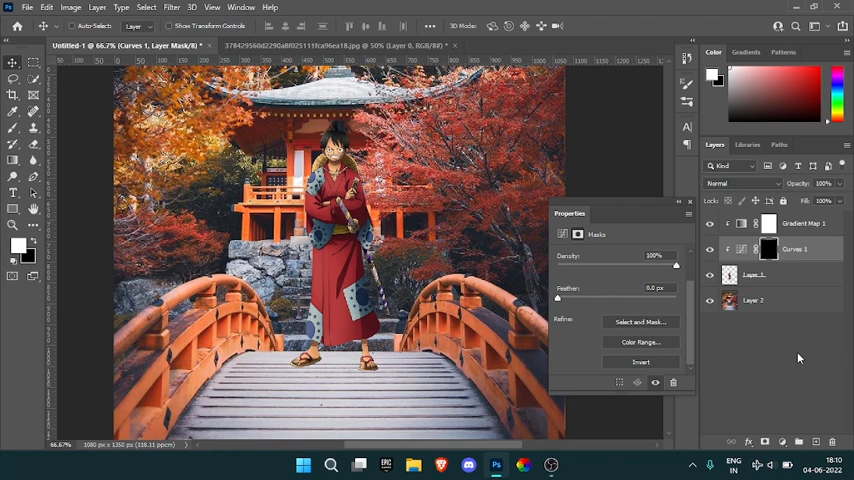 File Edit Image Layer Type Select Filter 3D View Window Help
Auto-Select: Layer Show Transform Controls 3D Mode:
Untitled-1 @ 66.7% (Curves 1, Layer Mask/8) * ×
378429560d2290a8f025111fca96ea18.jpg @ 50% (Layer 0, RGB/8#) * ×
Color Gradients Patterns
Layers Libraries Paths
Kind
Normal Opacity: 100%
Locks: Fill: 100%
Gradient Map 1
Curves 1
Layer 1
Layer 2
Properties
Masks
Density: 100%
Feather: 0.0 px
Refine: Select and Mask...
Color Range...
Invert
66.67% 1080 px x 1350 px (118.11 ppcm)
ENG
IN
18:10
04-06-2022